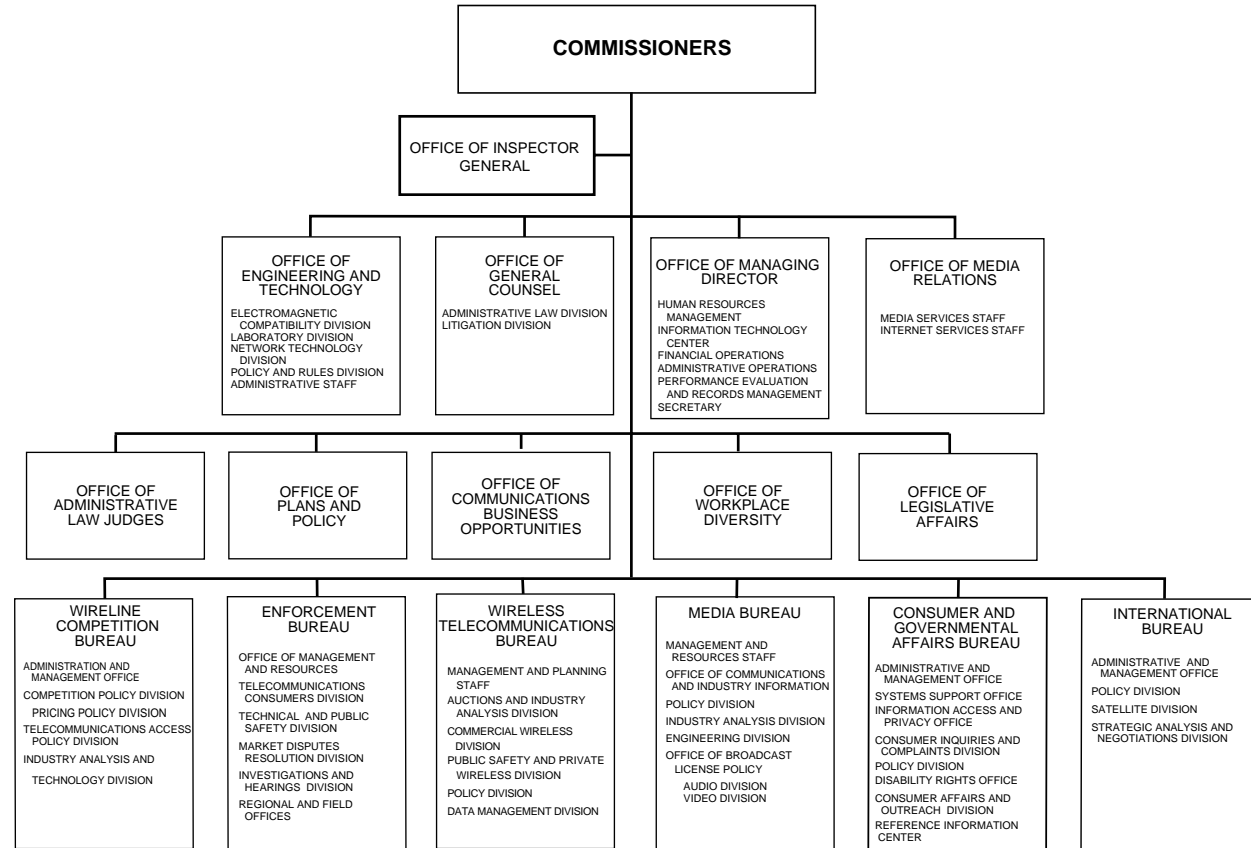 COMMISSIONERS
OFFICE OF INSPECTOR
GENERAL
OFFICE OF
ENGINEERING AND
TECHNOLOGY
ELECTROMAGNETIC
COMPATIBILITY DIVISION
LABORATORY DIVISION
NETWORK TECHNOLOGY
DIVISION
POLICY AND RULES DIVISION
ADMINISTRATIVE STAFF
OFFICE OF
GENERAL
COUNSEL
ADMINISTRATIVE LAW DIVISION
LITIGATION DIVISION
OFFICE OF MANAGING
DIRECTOR
HUMAN RESOURCES
MANAGEMENT
INFORMATION TECHNOLOGY
CENTER
FINANCIAL OPERATIONS
ADMINISTRATIVE OPERATIONS
PERFORMANCE EVALUATION
AND RECORDS MANAGEMENT
SECRETARY
OFFICE OF MEDIA
RELATIONS
MEDIA SERVICES STAFF
INTERNET SERVICES STAFF
OFFICE OF
ADMINISTRATIVE
LAW JUDGES
OFFICE OF
PLANS AND
POLICY
OFFICE OF
COMMUNICATIONS
BUSINESS
OPPORTUNITIES
OFFICE OF
WORKPLACE
DIVERSITY
OFFICE OF
LEGISLATIVE
AFFAIRS
WIRELINE
COMPETITION
BUREAU
ADMINISTRATION AND
MANAGEMENT OFFICE
COMPETITION POLICY DIVISION
PRICING POLICY DIVISION
TELECOMMUNICATIONS ACCESS
POLICY DIVISION
INDUSTRY ANALYSIS AND
TECHNOLOGY DIVISION
ENFORCEMENT
BUREAU
OFFICE OF MANAGEMENT
AND RESOURCES
TELECOMMUNICATIONS
CONSUMERS DIVISION
TECHNICAL AND PUBLIC
SAFETY DIVISION
MARKET DISPUTES
RESOLUTION DIVISION
INVESTIGATIONS AND
HEARINGS DIVISION
REGIONAL AND FIELD
OFFICES
WIRELESS
TELECOMMUNICATIONS
BUREAU
MANAGEMENT AND PLANNING
STAFF
AUCTIONS AND INDUSTRY
ANALYSIS DIVISION
COMMERCIAL WIRELESS
DIVISION
PUBLIC SAFETY AND PRIVATE
WIRELESS DIVISION
POLICY DIVISION
DATA MANAGEMENT DIVISION
MEDIA BUREAU
MANAGEMENT AND
RESOURCES STAFF
OFFICE OF COMMUNICATIONS
AND INDUSTRY INFORMATION
POLICY DIVISION
INDUSTRY ANALYSIS DIVISION
ENGINEERING DIVISION
OFFICE OF BROADCAST
LICENSE POLICY
AUDIO DIVISION
VIDEO DIVISION
CONSUMER AND
GOVERNMENTAL
AFFAIRS BUREAU
ADMINISTRATIVE AND
MANAGEMENT OFFICE
SYSTEMS SUPPORT OFFICE
INFORMATION ACCESS AND
PRIVACY OFFICE
CONSUMER INQUIRIES AND
COMPLAINTS DIVISION
POLICY DIVISION
DISABILITY RIGHTS OFFICE
CONSUMER AFFAIRS AND
OUTREACH DIVISION
REFERENCE INFORMATION
CENTER
INTERNATIONAL
BUREAU
ADMINISTRATIVE AND
MANAGEMENT OFFICE
POLICY DIVISION
SATELLITE DIVISION
STRATEGIC ANALYSIS AND
NEGOTIATIONS DIVISION